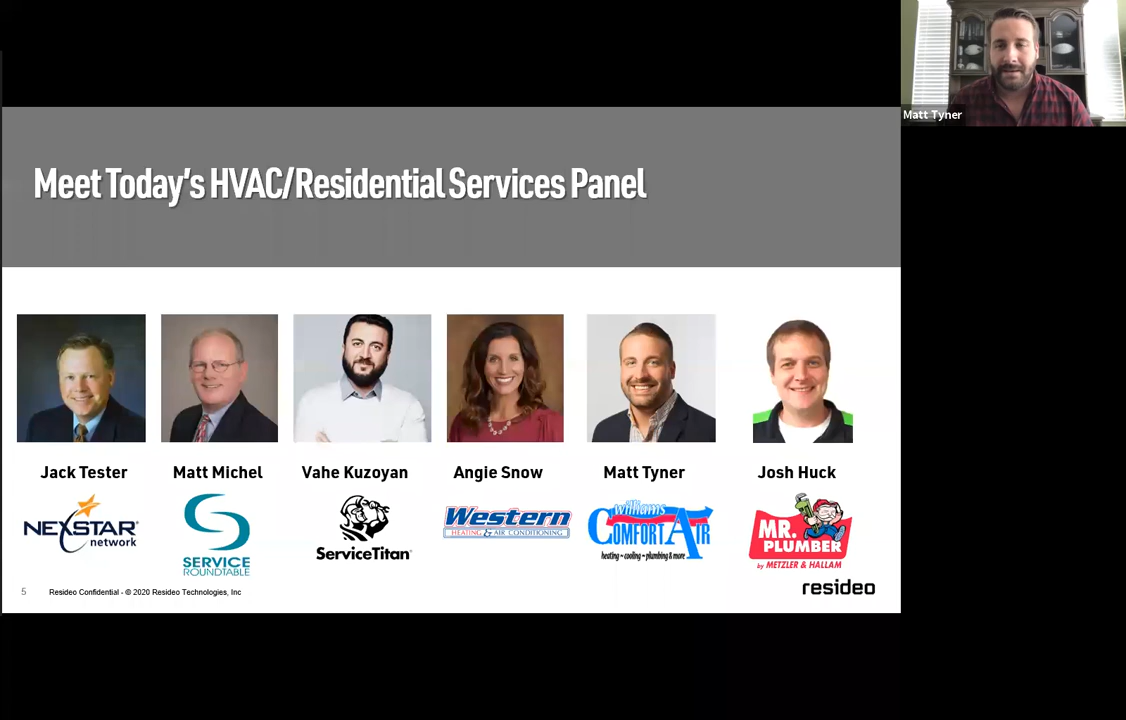 Matt Tyner
Meet Today's HVAC/Residential Services Panel
Jack Tester
Matt Michel
Vahe Kuzoyan
Angie Snow
Matt Tyner
Josh Huck
NEXSTAR®
network
SERVICE
ROUNDTABLE
ServiceTitan
Western
HEATING & AIR CONDITIONING
Williams
COMFORT AIR
heating ~ cooling ~ plumbing & more
MR.
PLUMBER
by METZLER & HALLAM
5
Resideo Confidential - © 2020 Resideo Technologies, Inc
resideo